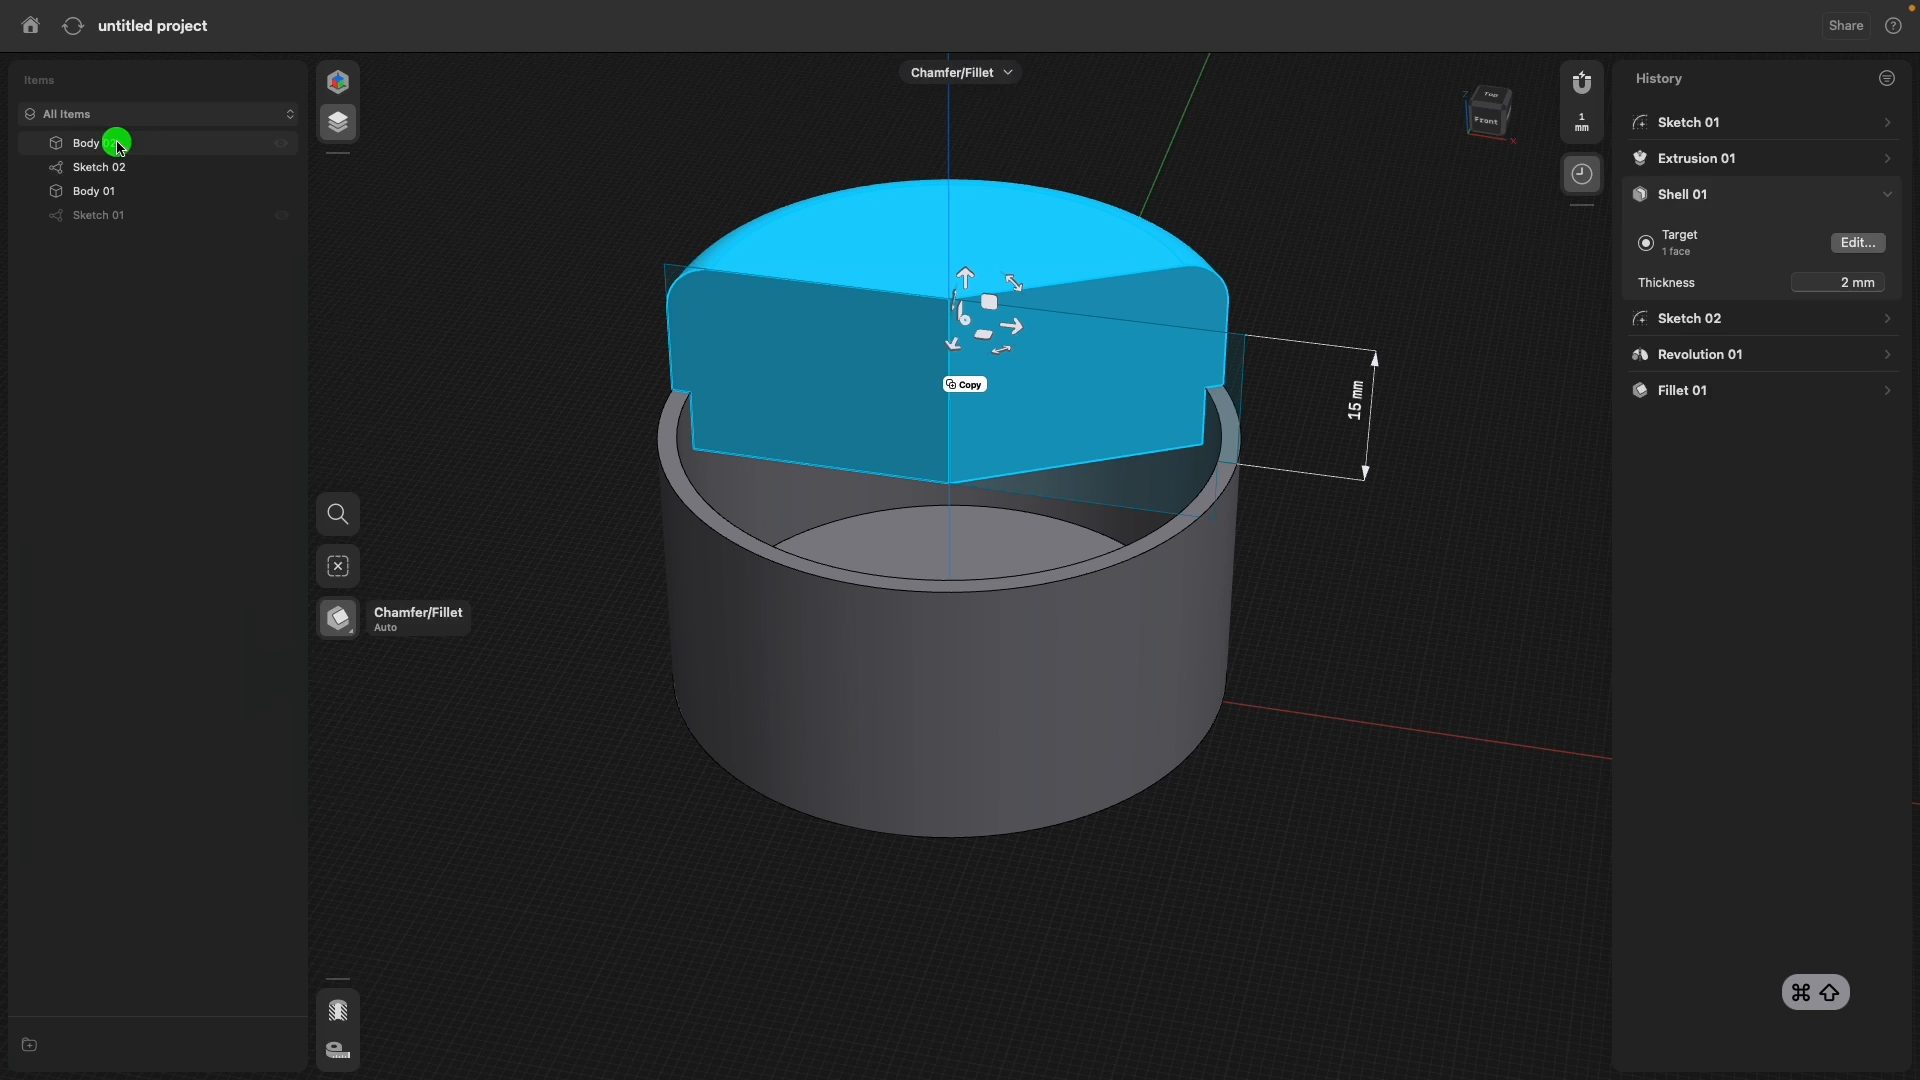 untitled project
Share
?
Items
All Items
Body 02
Sketch 02
Body 01
Sketch 01
Chamfer/Fillet
Z
Top
Front
X
1
mm
History
Sketch 01
Extrusion 01
Shell 01
Target
1 face
Edit...
Thickness
2 mm
Sketch 02
Revolution 01
Fillet 01
Copy
15 mm
Chamfer/Fillet
Auto
⌘ ⇧